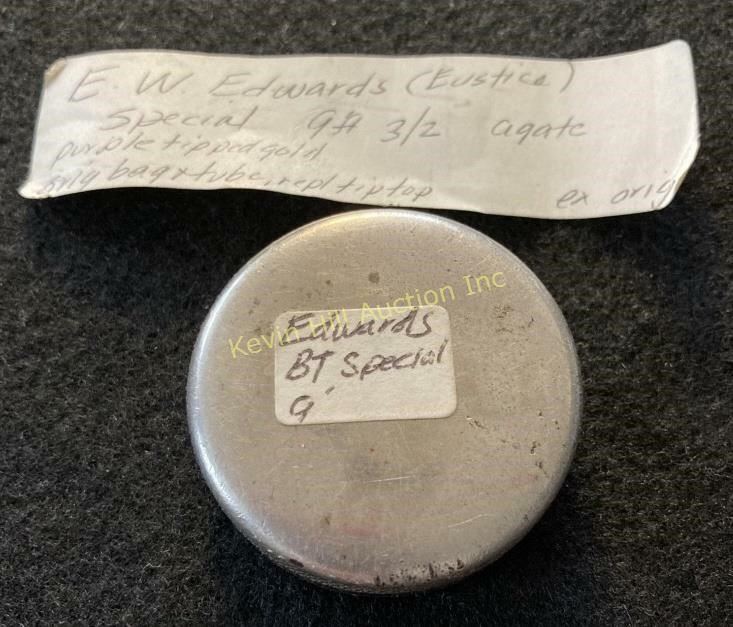 E. W. Edwards (Eustice)
Special 9ft 3/2 agate
purple tipped gold
orig bag & tube, repl tiptop ex orig
Kevin Hill Auction Inc
Edwards
BT Special
9'